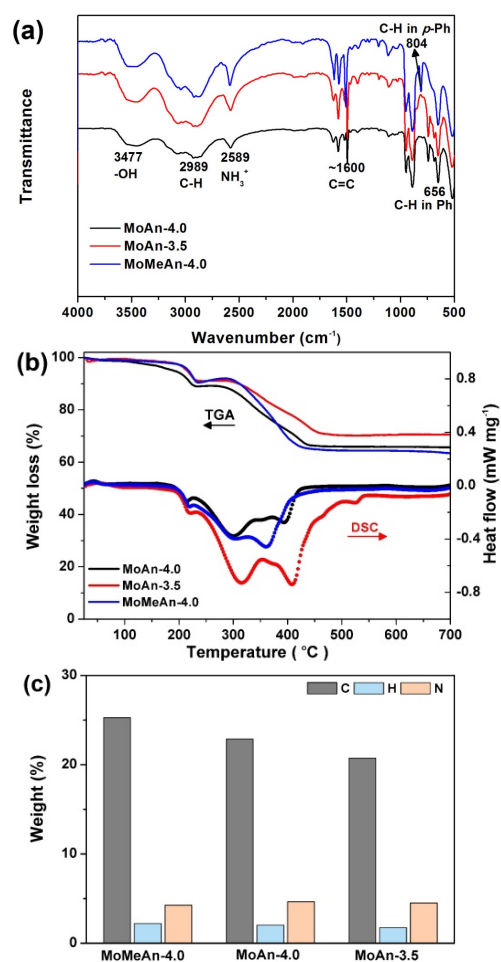 (a)
C-H in p-Ph
804
Transmittance
3477
-OH
2989
C-H
2589
NH3+
~1600
C=C
656
C-H in Ph
MoAn-4.0
MoAn-3.5
MoMeAn-4.0
4000 3500 3000 2500 2000 1500 1000 500
Wavenumber (cm-1)
(b)
100
80
60
40
20
0
Weight loss (%)
TGA
DSC
0.8
0.4
0.0
-0.4
-0.8
Heat flow (mW mg-1)
MoAn-4.0
MoAn-3.5
MoMeAn-4.0
100 200 300 400 500 600 700
Temperature ( °C )
(c)
C H N
30
20
10
0
Weight (%)
MoMeAn-4.0 MoAn-4.0 MoAn-3.5